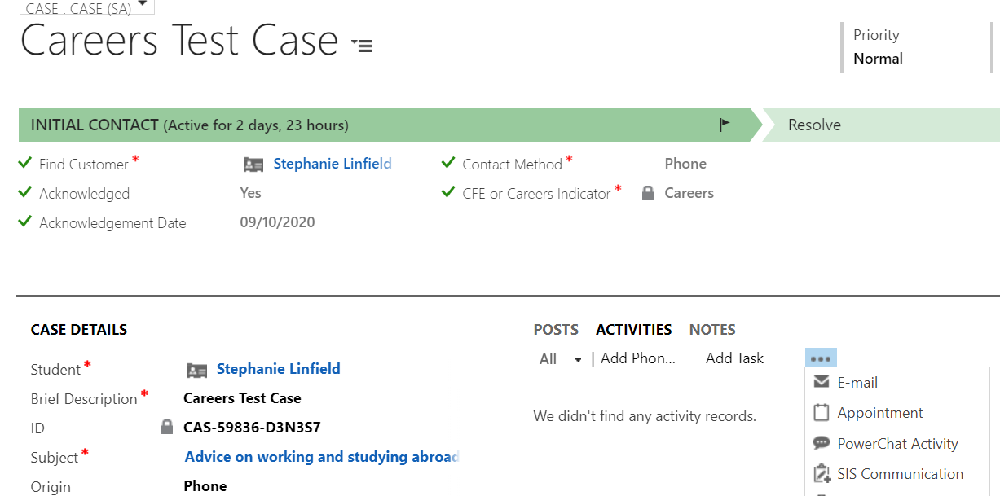 CASE : CASE (SA)
Careers Test Case
Priority
Normal
INITIAL CONTACT (Active for 2 days, 23 hours)
Resolve
Find Customer * Stephanie Linfield
Acknowledged Yes
Acknowledgement Date 09/10/2020
Contact Method * Phone
CFE or Careers Indicator * Careers
CASE DETAILS
Student * Stephanie Linfield
Brief Description * Careers Test Case
ID CAS-59836-D3N3S7
Subject * Advice on working and studying abroad
Origin Phone
POSTS ACTIVITIES NOTES
All | Add Phon... Add Task ...
E-mail
Appointment
PowerChat Activity
SIS Communication
We didn't find any activity records.